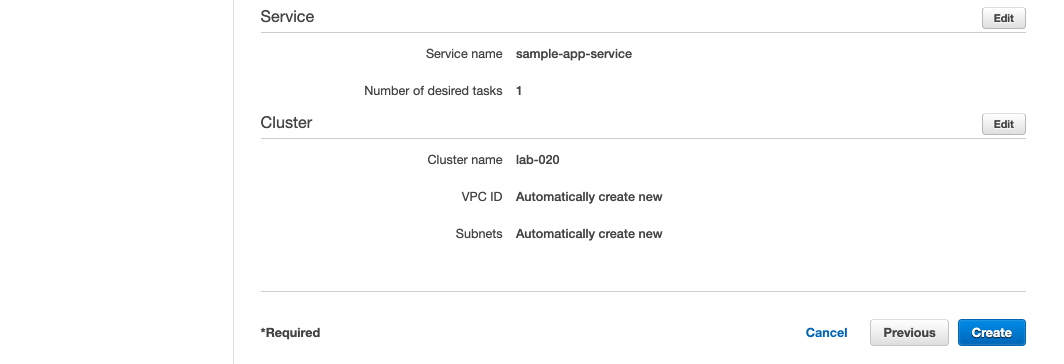 Service Edit
Service name sample-app-service
Number of desired tasks 1
Cluster Edit
Cluster name lab-020
VPC ID Automatically create new
Subnets Automatically create new
*Required Cancel Previous Create